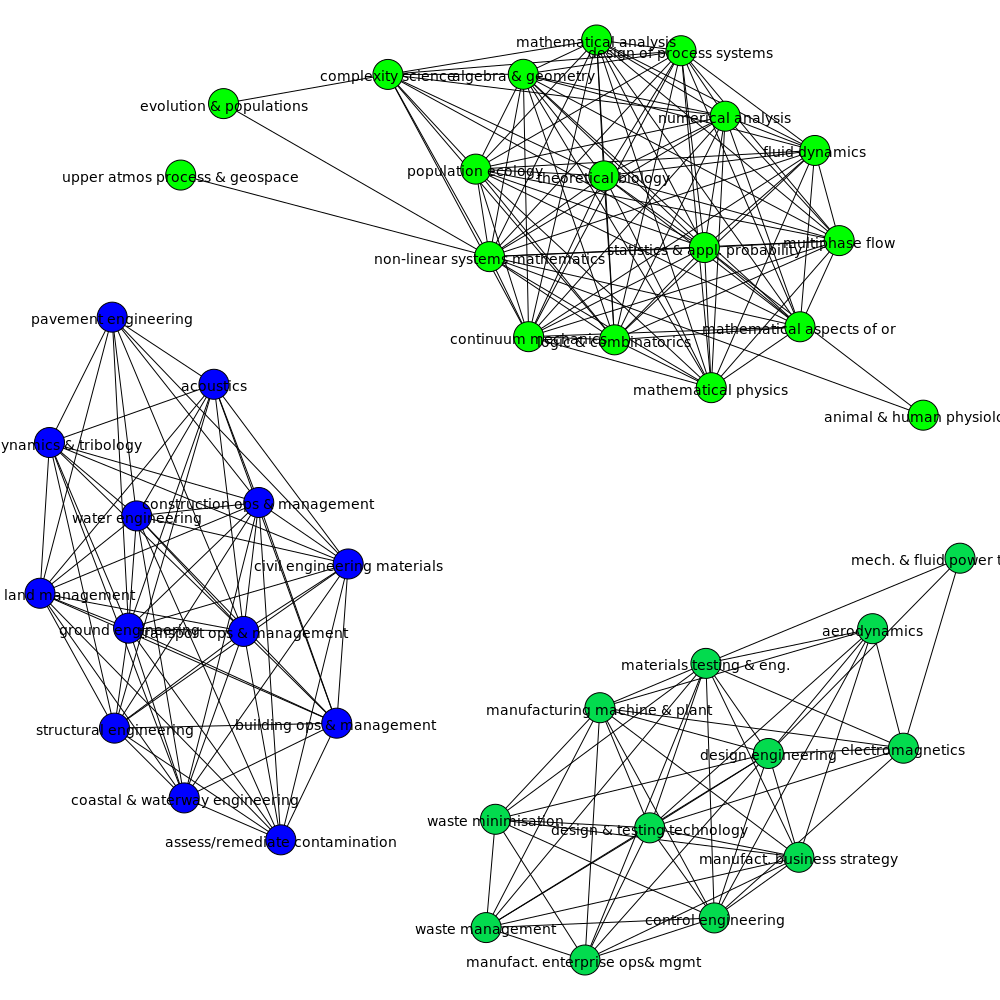 mathematical analysis
design of process systems
complexity science
algebra & geometry
evolution & populations
numerical analysis
fluid dynamics
population ecology
theoretical biology
upper atmos process & geospace
non-linear systems mathematics
statistics & appl. probability
multiphase flow
pavement engineering
continuum mechanics
logic & combinatorics
mathematical aspects of or
acoustics
mathematical physics
animal & human physiolo
ynamics & tribology
construction ops & management
water engineering
mech. & fluid power t
civil engineering materials
land management
ground engineering
transport ops & management
aerodynamics
materials testing & eng.
manufacturing machine & plant
structural engineering
building ops & management
design engineering
electromagnetics
coastal & waterway engineering
waste minimisation
design & testing technology
assess/remediate contamination
manufact. business strategy
waste management
control engineering
manufact. enterprise ops& mgmt